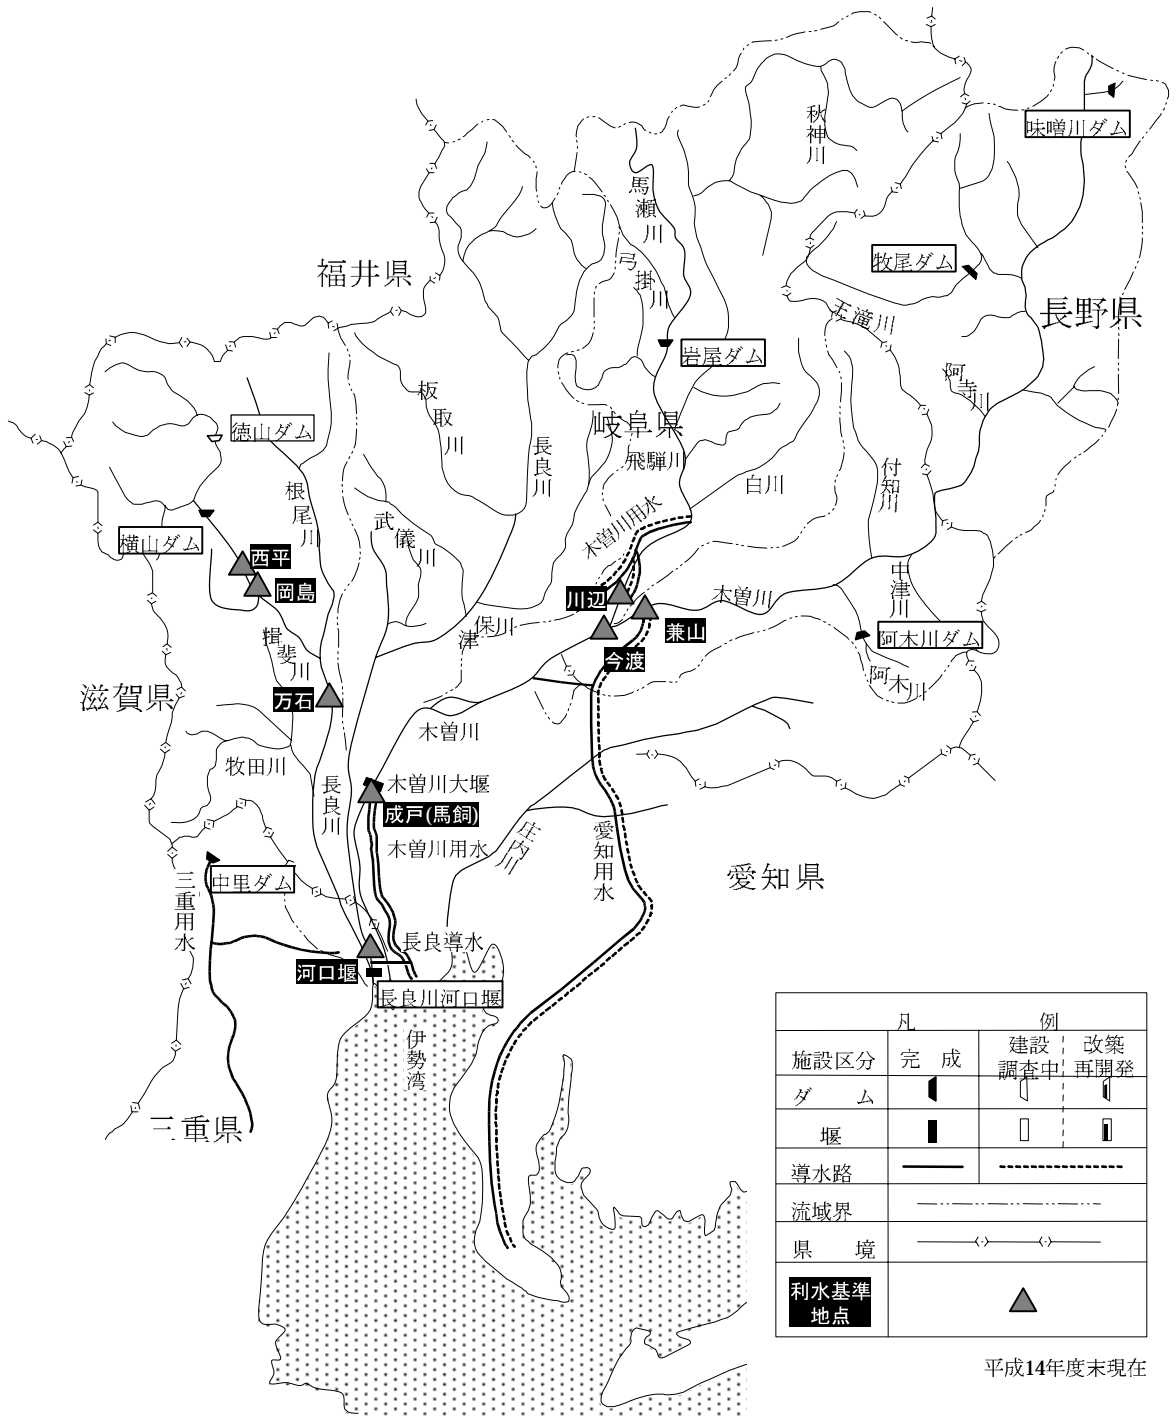 秋神川
味噌川ダム
馬瀬川
弓掛川
牧尾ダム
福井県
長野県
王滝川
岩屋ダム
阿寺川
板取川
岐阜県
徳山ダム
長良川
飛騨川
白川
付知川
根尾川
武儀川
木曽川用水
横山ダム
西平
岡島
川辺
木曽川
中津川
兼山
阿木川ダム
津保川
今渡
揖斐川
阿木川
滋賀県
万石
木曽川
牧田川
長良川
木曽川大堰
成戸(馬飼)
木曽川用水
庄内川
愛知用水
愛知県
中里ダム
三重用水
長良導水
河口堰
長良川河口堰
伊勢湾
三重県
凡 例
施設区分 完 成 建設調査中 改築再開発
ダ ム
堰
導水路
流域界
県 境
利水基準
地点
平成14年度末現在